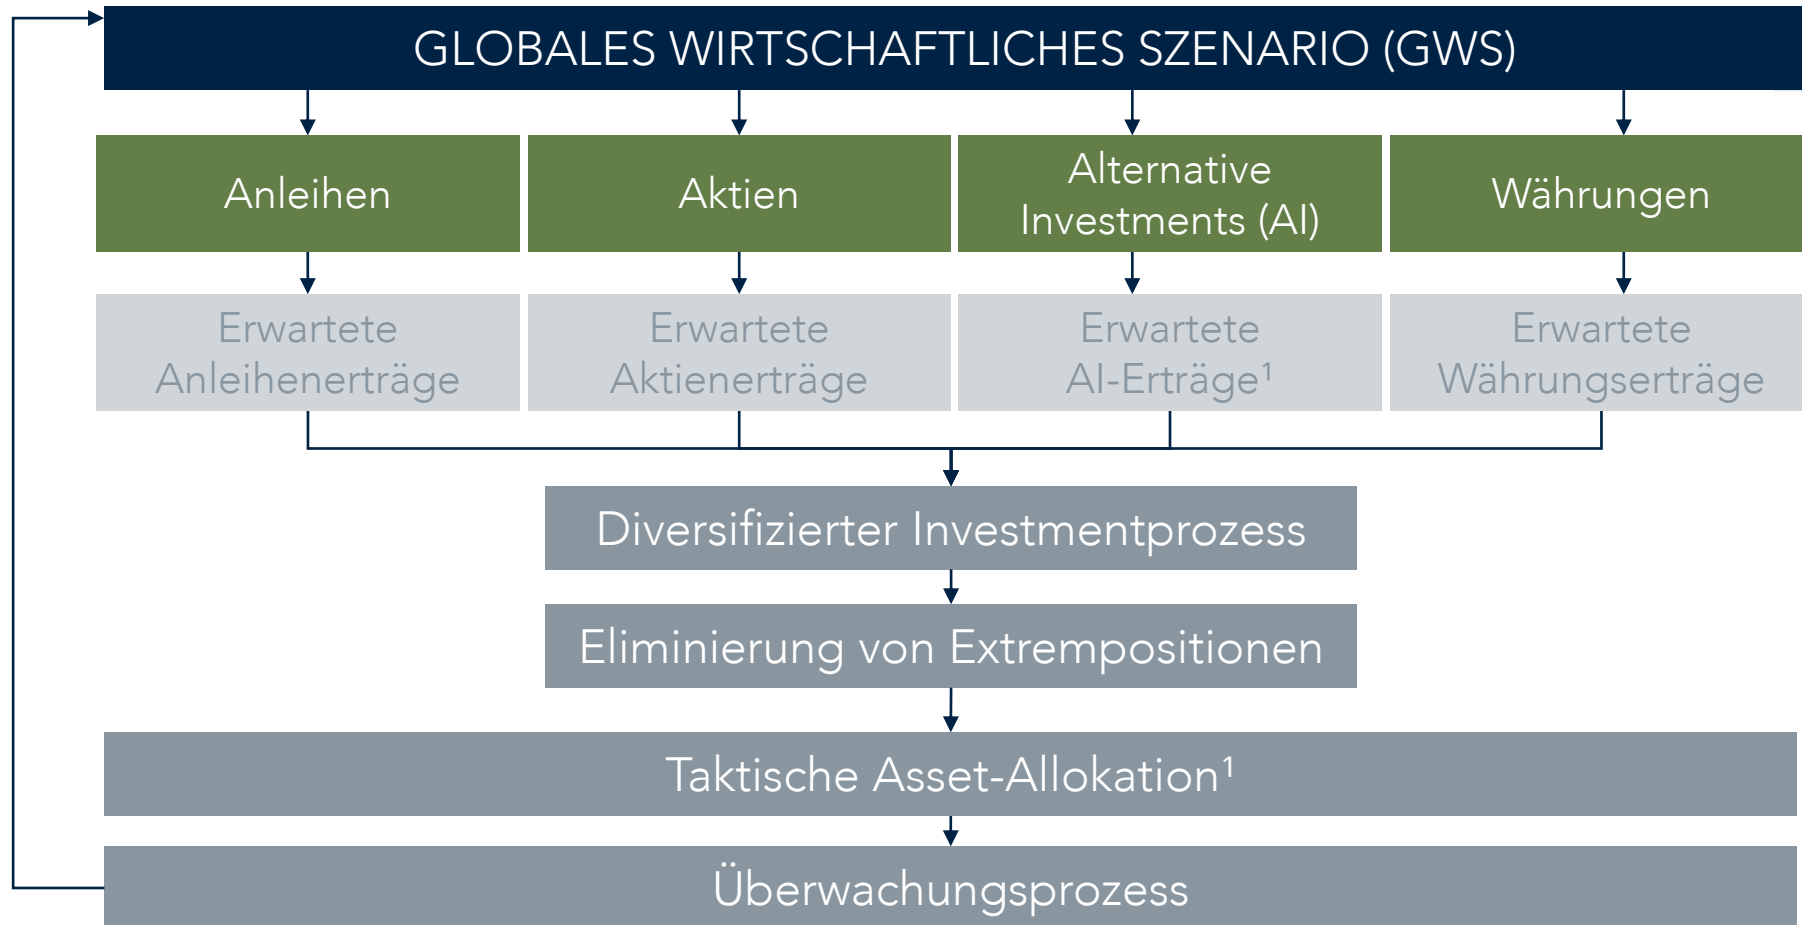 GLOBALES WIRTSCHAFTLICHES SZENARIO (GWS)
Anleihen
Aktien
Alternative
Investments (AI)
Währungen
Erwartete
Anleihenerträge
Erwartete
Aktienerträge
Erwartete
AI-Erträge¹
Erwartete
Währungserträge
Diversifizierter Investmentprozess
Eliminierung von Extrempositionen
Taktische Asset-Allokation¹
Überwachungsprozess